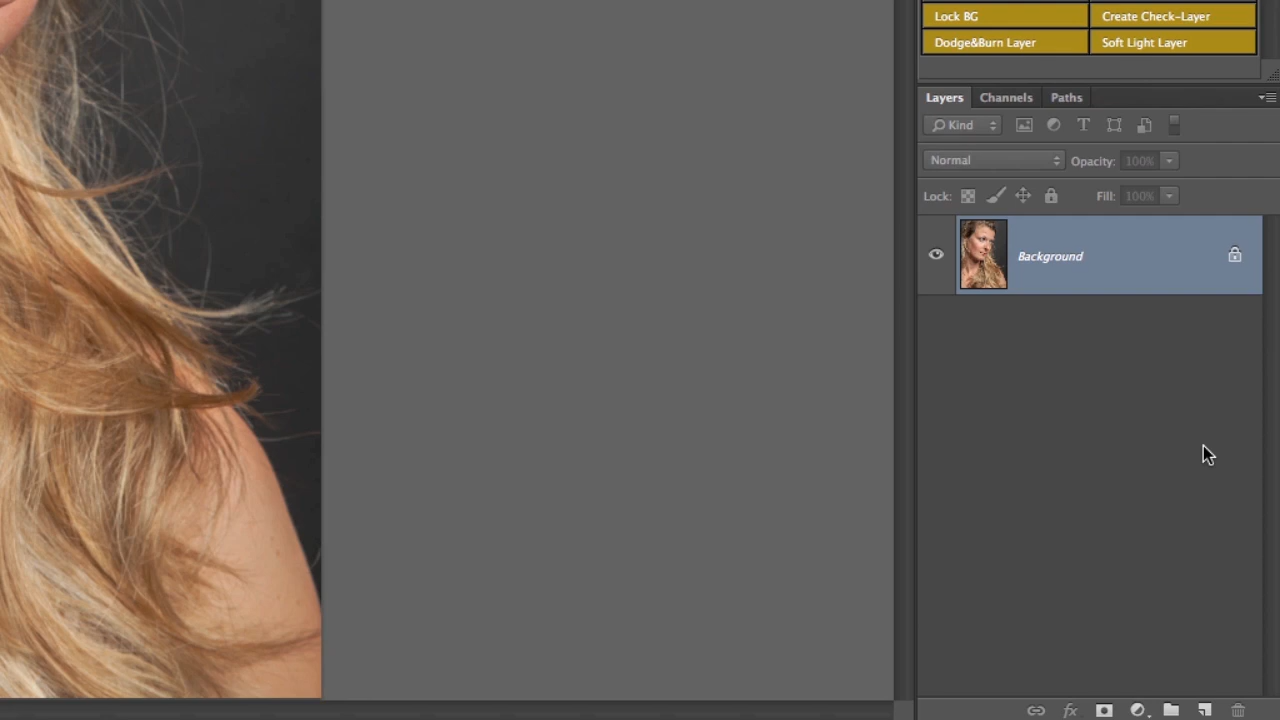 Lock BG Create Check-Layer
Dodge&Burn Layer Soft Light Layer
Layers Channels Paths
Kind T
Normal Opacity: 100%
Lock: Fill: 100%
Background
fx